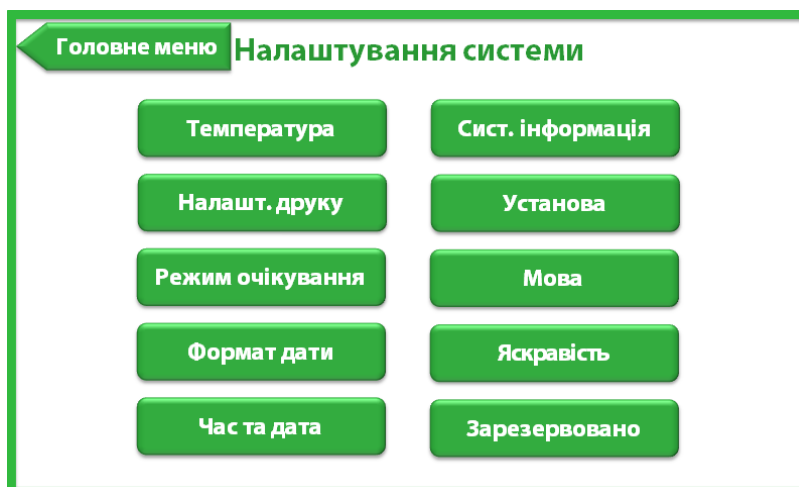 Головне меню
Налаштування системи
Температура
Сист. інформація
Налашт. друку
Установа
Режим очікування
Мова
Формат дати
Яскравість
Час та дата
Зарезервовано